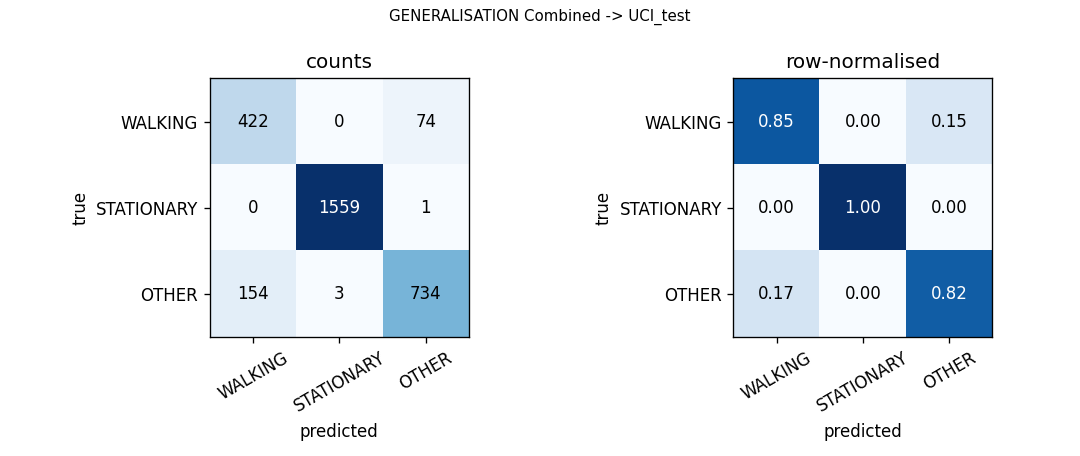 GENERALISATION Combined -> UCI_test
counts
WALKING 422 0 74
STATIONARY 0 1559 1
OTHER 154 3 734
true
WALKING STATIONARY OTHER
predicted
row-normalised
WALKING 0.85 0.00 0.15
STATIONARY 0.00 1.00 0.00
OTHER 0.17 0.00 0.82
true
WALKING STATIONARY OTHER
predicted